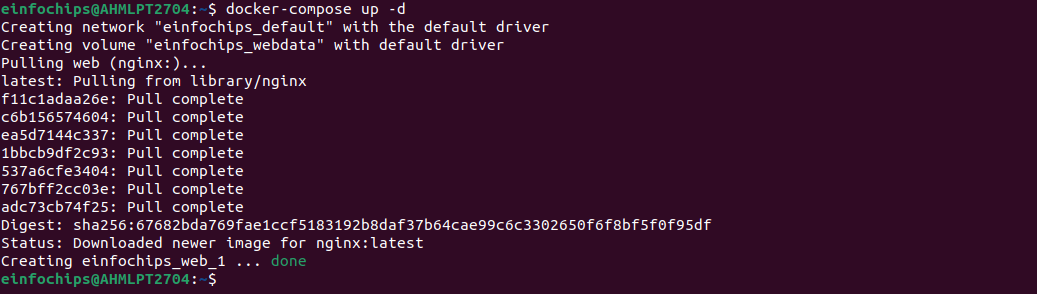 einfochips@AHMLPT2704:~$ docker-compose up -d
Creating network "einfochips_default" with the default driver
Creating volume "einfochips_webdata" with default driver
Pulling web (nginx:)...
latest: Pulling from library/nginx
f11c1adaa26e: Pull complete
c6b156574604: Pull complete
ea5d7144c337: Pull complete
1bbcb9df2c93: Pull complete
537a6cfe3404: Pull complete
767bff2cc03e: Pull complete
adc73cb74f25: Pull complete
Digest: sha256:67682bda769fae1ccf5183192b8daf37b64cae99c6c3302650f6f8bf5f0f95df
Status: Downloaded newer image for nginx:latest
Creating einfochips_web_1 ... done
einfochips@AHMLPT2704:~$